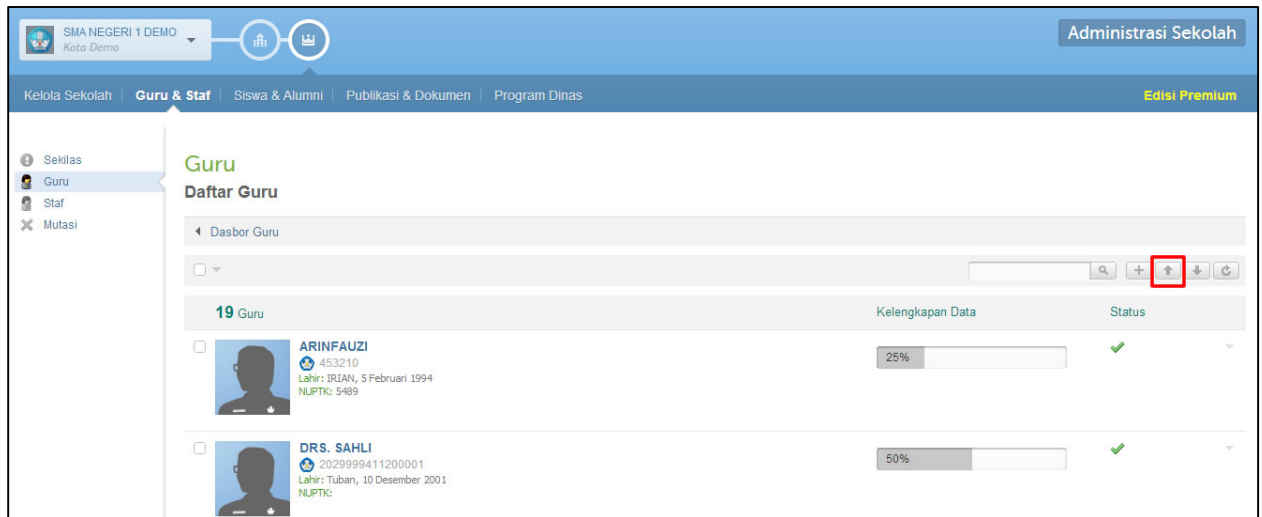 SMA NEGERI 1 DEMO
Kota Demo
Administrasi Sekolah
Kelola Sekolah | Guru & Staf | Siswa & Alumni | Publikasi & Dokumen | Program Dinas
Edisi Premium
Sekilas
Guru
Staf
Mutasi
Guru
Daftar Guru
Dasbor Guru
19 Guru Kelengkapan Data Status
ARINFAUZI
453210
Lahir: IRIAN, 5 Februari 1994
NUPTK: 5489
25%
DRS. SAHLI
2029999411200001
Lahir: Tuban, 10 Desember 2001
NUPTK:
50%